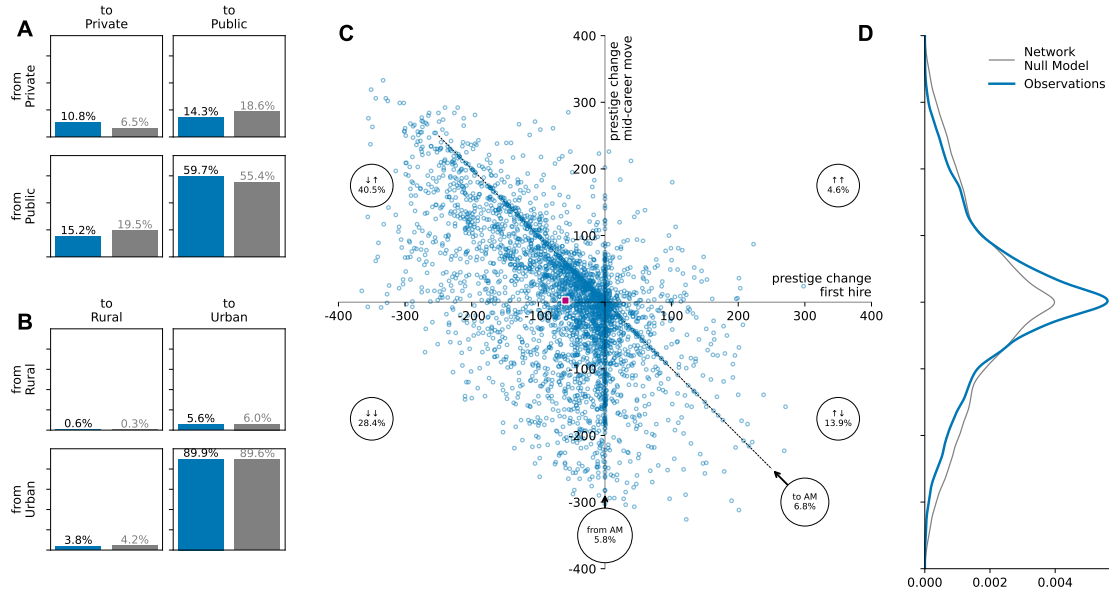 A
to
Private
to
Public
from
Private
10.8%
6.5%
14.3%
18.6%
from
Public
15.2%
19.5%
59.7%
55.4%
B
to
Rural
to
Urban
from
Rural
0.6%
0.3%
5.6%
6.0%
from
Urban
3.8%
4.2%
89.9%
89.6%
C
prestige change
mid-career move
400
300
200
100
-100
-200
-300
-400
prestige change
first hire
-400
-300
-200
-100
100
200
300
400
↓↑
40.5%
↑↑
4.6%
↓↓
28.4%
↑↓
13.9%
from AM
5.8%
to AM
6.8%
D
Network
Null Model
Observations
0.000
0.002
0.004